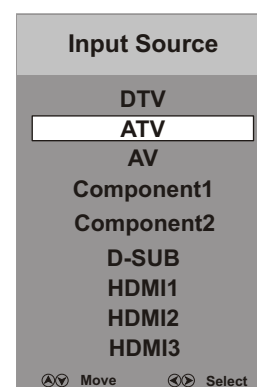 Input Source
DTV
ATV
AV
Component1
Component2
D-SUB
HDMI1
HDMI2
HDMI3
Move Select